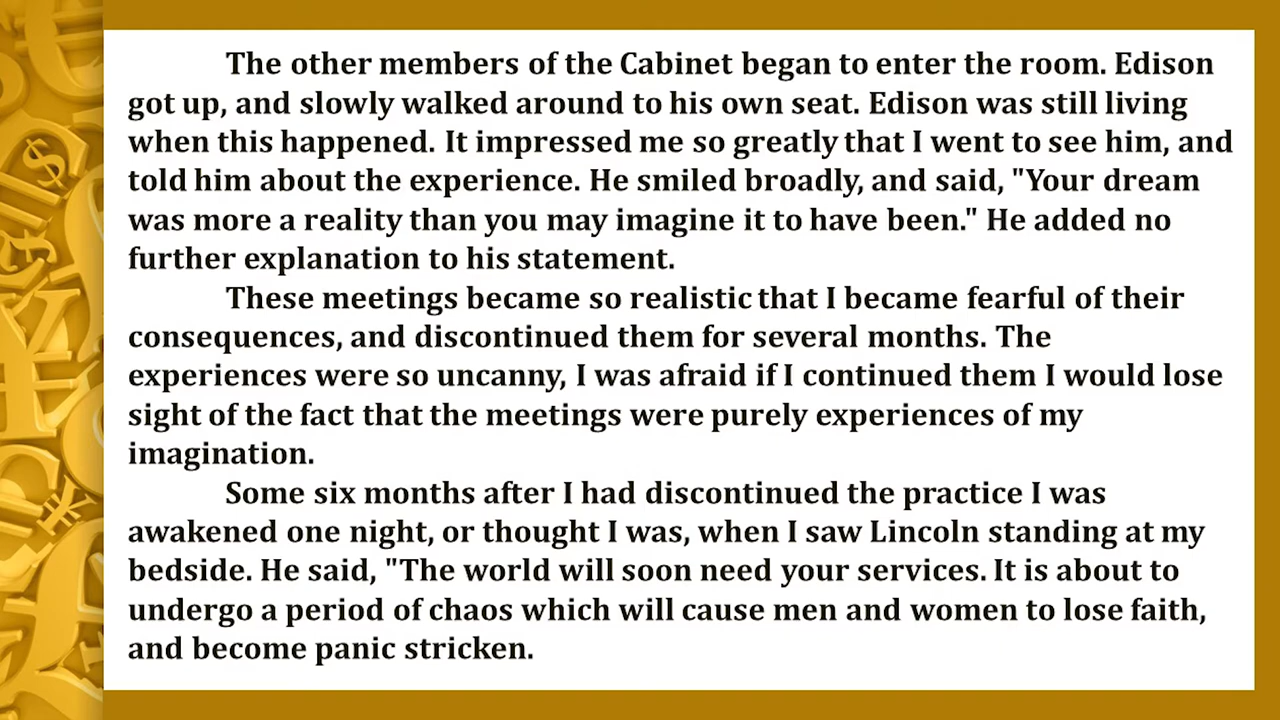 The other members of the Cabinet began to enter the room. Edison
got up, and slowly walked around to his own seat. Edison was still living
when this happened. It impressed me so greatly that I went to see him, and
told him about the experience. He smiled broadly, and said, "Your dream
was more a reality than you may imagine it to have been." He added no
further explanation to his statement.
These meetings became so realistic that I became fearful of their
consequences, and discontinued them for several months. The
experiences were so uncanny, I was afraid if I continued them I would lose
sight of the fact that the meetings were purely experiences of my
imagination.
Some six months after I had discontinued the practice I was
awakened one night, or thought I was, when I saw Lincoln standing at my
bedside. He said, "The world will soon need your services. It is about to
undergo a period of chaos which will cause men and women to lose faith,
and become panic stricken.